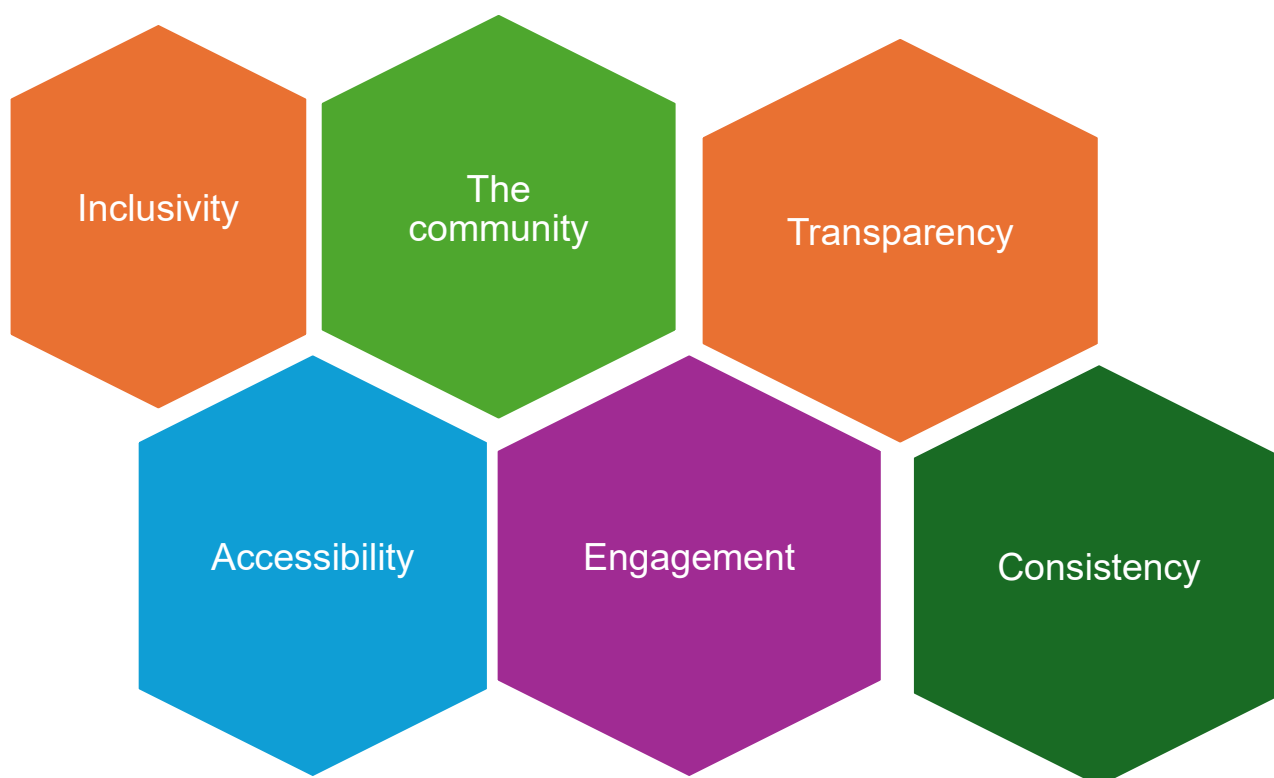 Inclusivity
The
community
Transparency
Accessibility
Engagement
Consistency